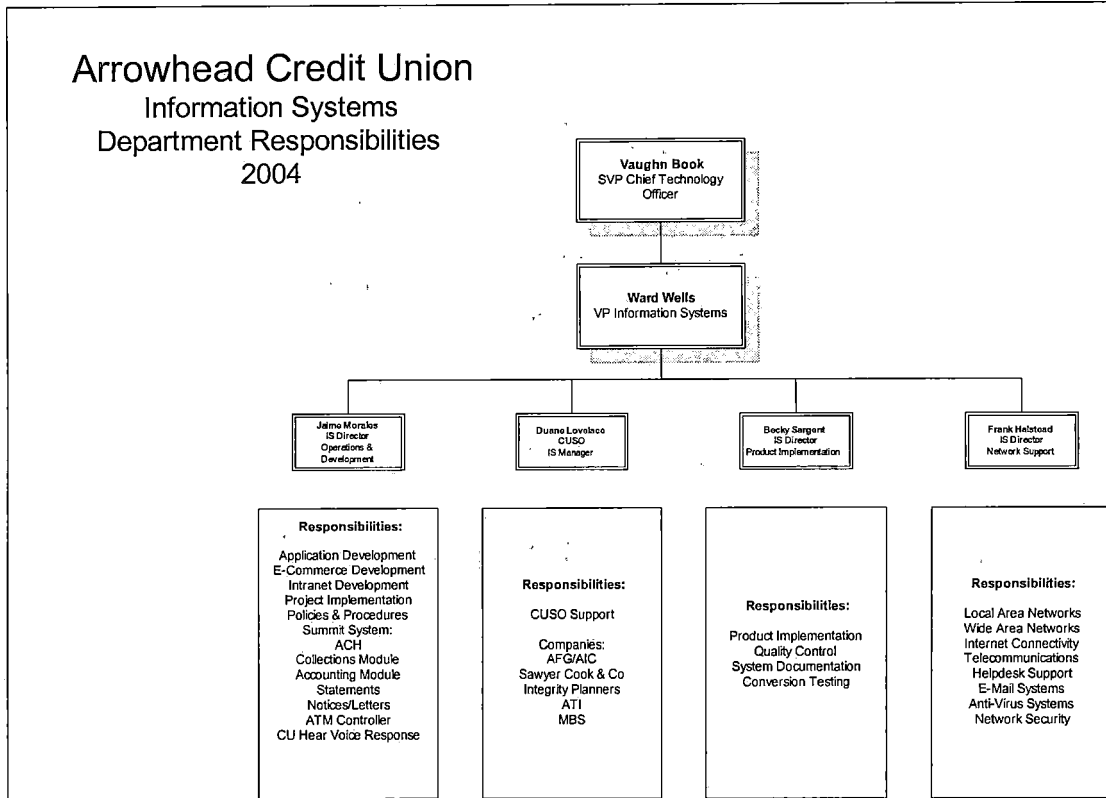 Arrowhead Credit Union
Information Systems
Department Responsibilities
2004
Vaughn Book
SVP Chief Technology
Officer
Ward Wells
VP Information Systems
Jaime Morales
IS Director
Operations &
Development
Duane Lovelace
CUSO
IS Manager
Becky Sargent
IS Director
Product Implementation
Frank Halstead
IS Director
Network Support
Responsibilities:
Application Development
E-Commerce Development
Intranet Development
Project Implementation
Policies & Procedures
Summit System:
ACH
Collections Module
Accounting Module
Statements
Notices/Letters
ATM Controller
CU Hear Voice Response
Responsibilities:
CUSO Support
Companies:
AFG/AIC
Sawyer Cook & Co
Integrity Planners
ATI
MBS
Responsibilities:
Product Implementation
Quality Control
System Documentation
Conversion Testing
Responsibilities:
Local Area Networks
Wide Area Networks
Internet Connectivity
Telecommunications
Helpdesk Support
E-Mail Systems
Anti-Virus Systems
Network Security